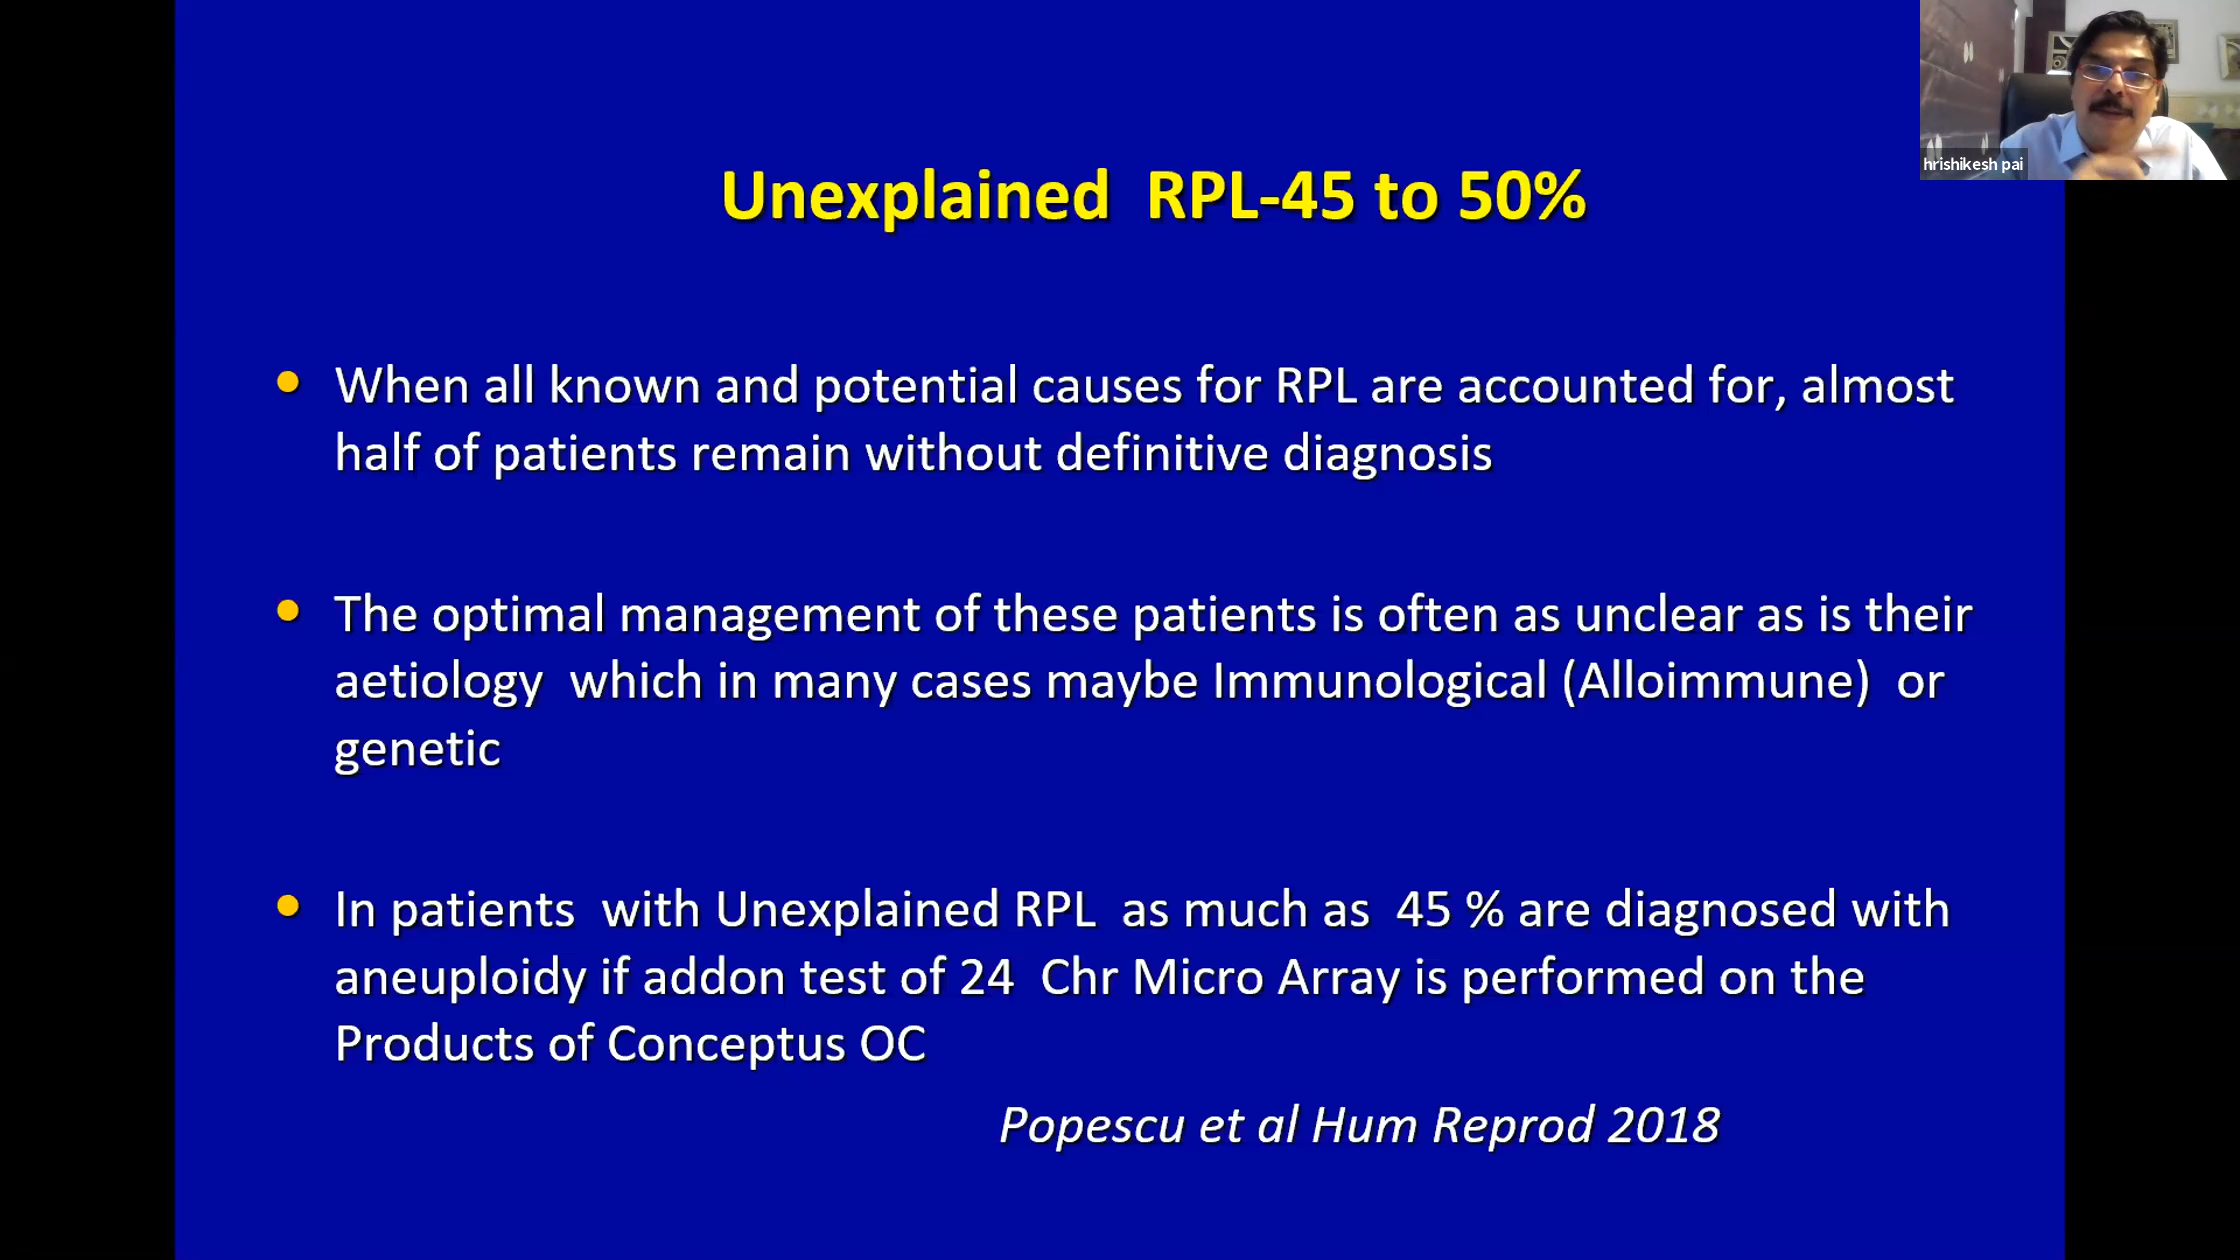 hrishikesh pai
Unexplained RPL-45 to 50%
• When all known and potential causes for RPL are accounted for, almost
half of patients remain without definitive diagnosis
• The optimal management of these patients is often as unclear as is their
aetiology which in many cases maybe Immunological (Alloimmune) or
genetic
• In patients with Unexplained RPL as much as 45 % are diagnosed with
aneuploidy if addon test of 24 Chr Micro Array is performed on the
Products of Conceptus OC
Popescu et al Hum Reprod 2018